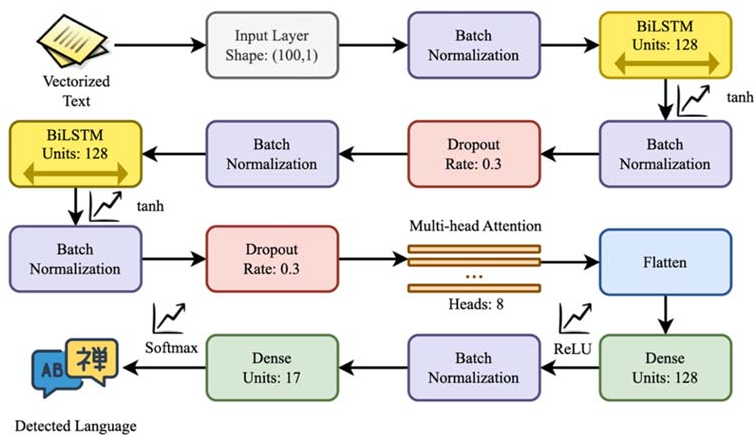 Vectorized
Text
Input Layer
Shape: (100,1)
Batch
Normalization
BiLSTM
Units: 128
tanh
Batch
Normalization
Dropout
Rate: 0.3
Batch
Normalization
BiLSTM
Units: 128
tanh
Batch
Normalization
Dropout
Rate: 0.3
Multi-head Attention
...
Heads: 8
Flatten
ReLU
Dense
Units: 128
Batch
Normalization
Dense
Units: 17
Softmax
AB
禅
Detected Language